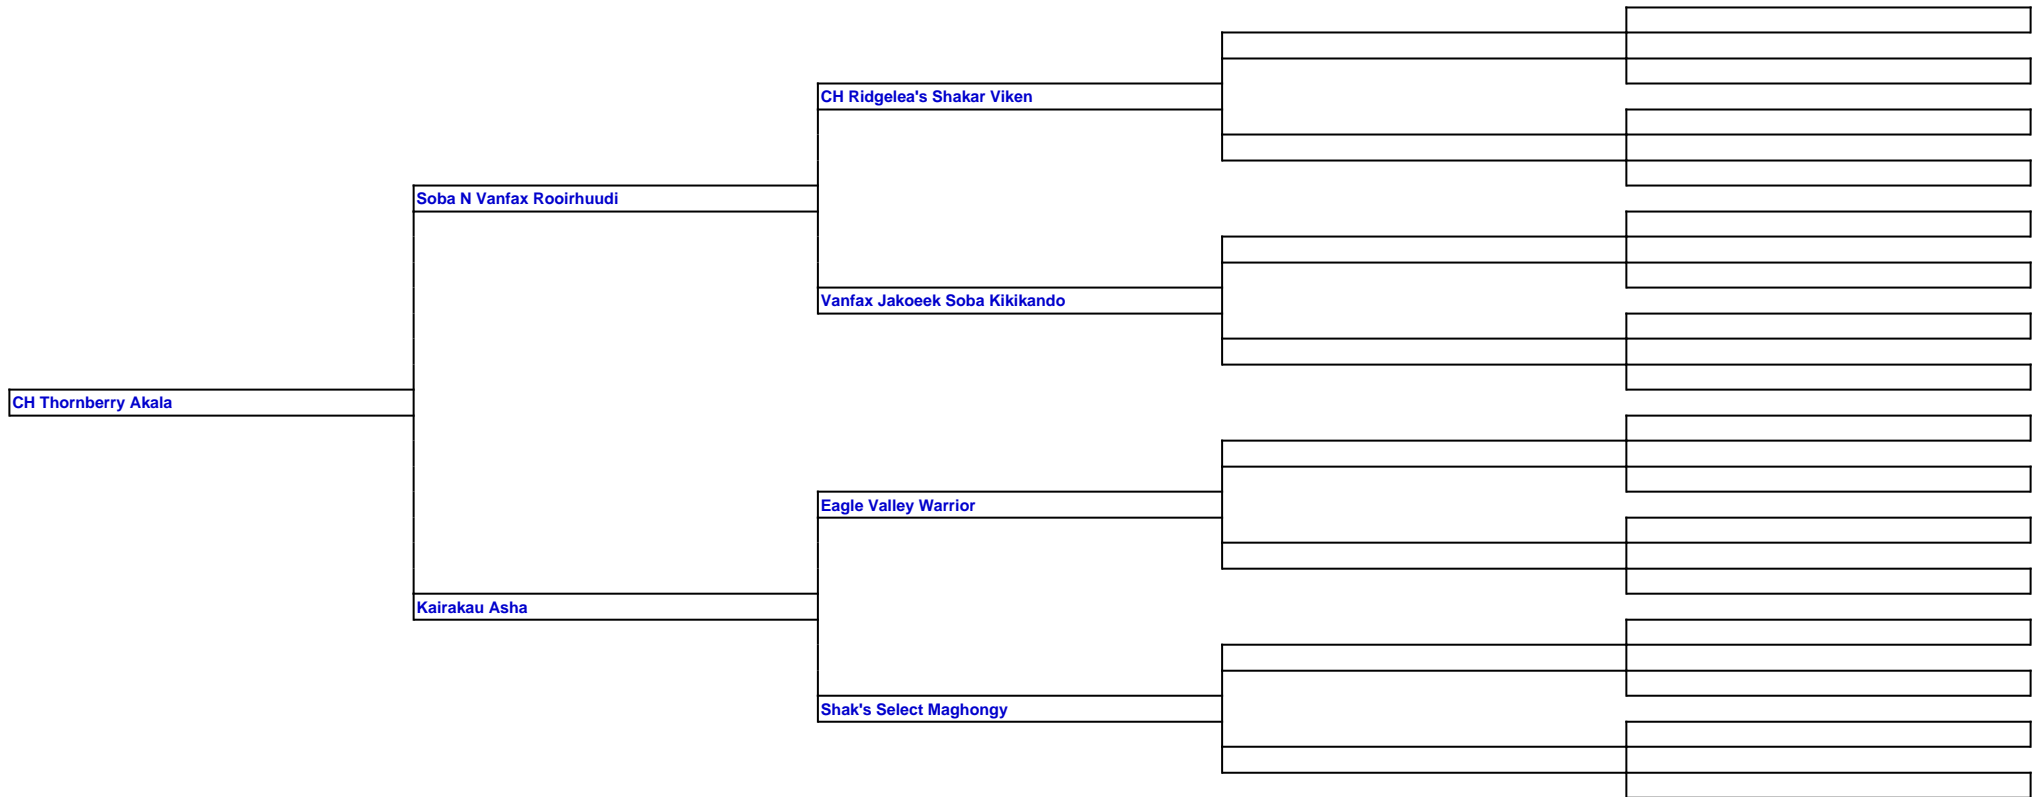 CH Ridgelea's Shakar Viken
Soba N Vanfax Rooirhuudi
Vanfax Jakoeek Soba Kikikando
CH Thornberry Akala
Eagle Valley Warrior
Kairakau Asha
Shak's Select Maghongy